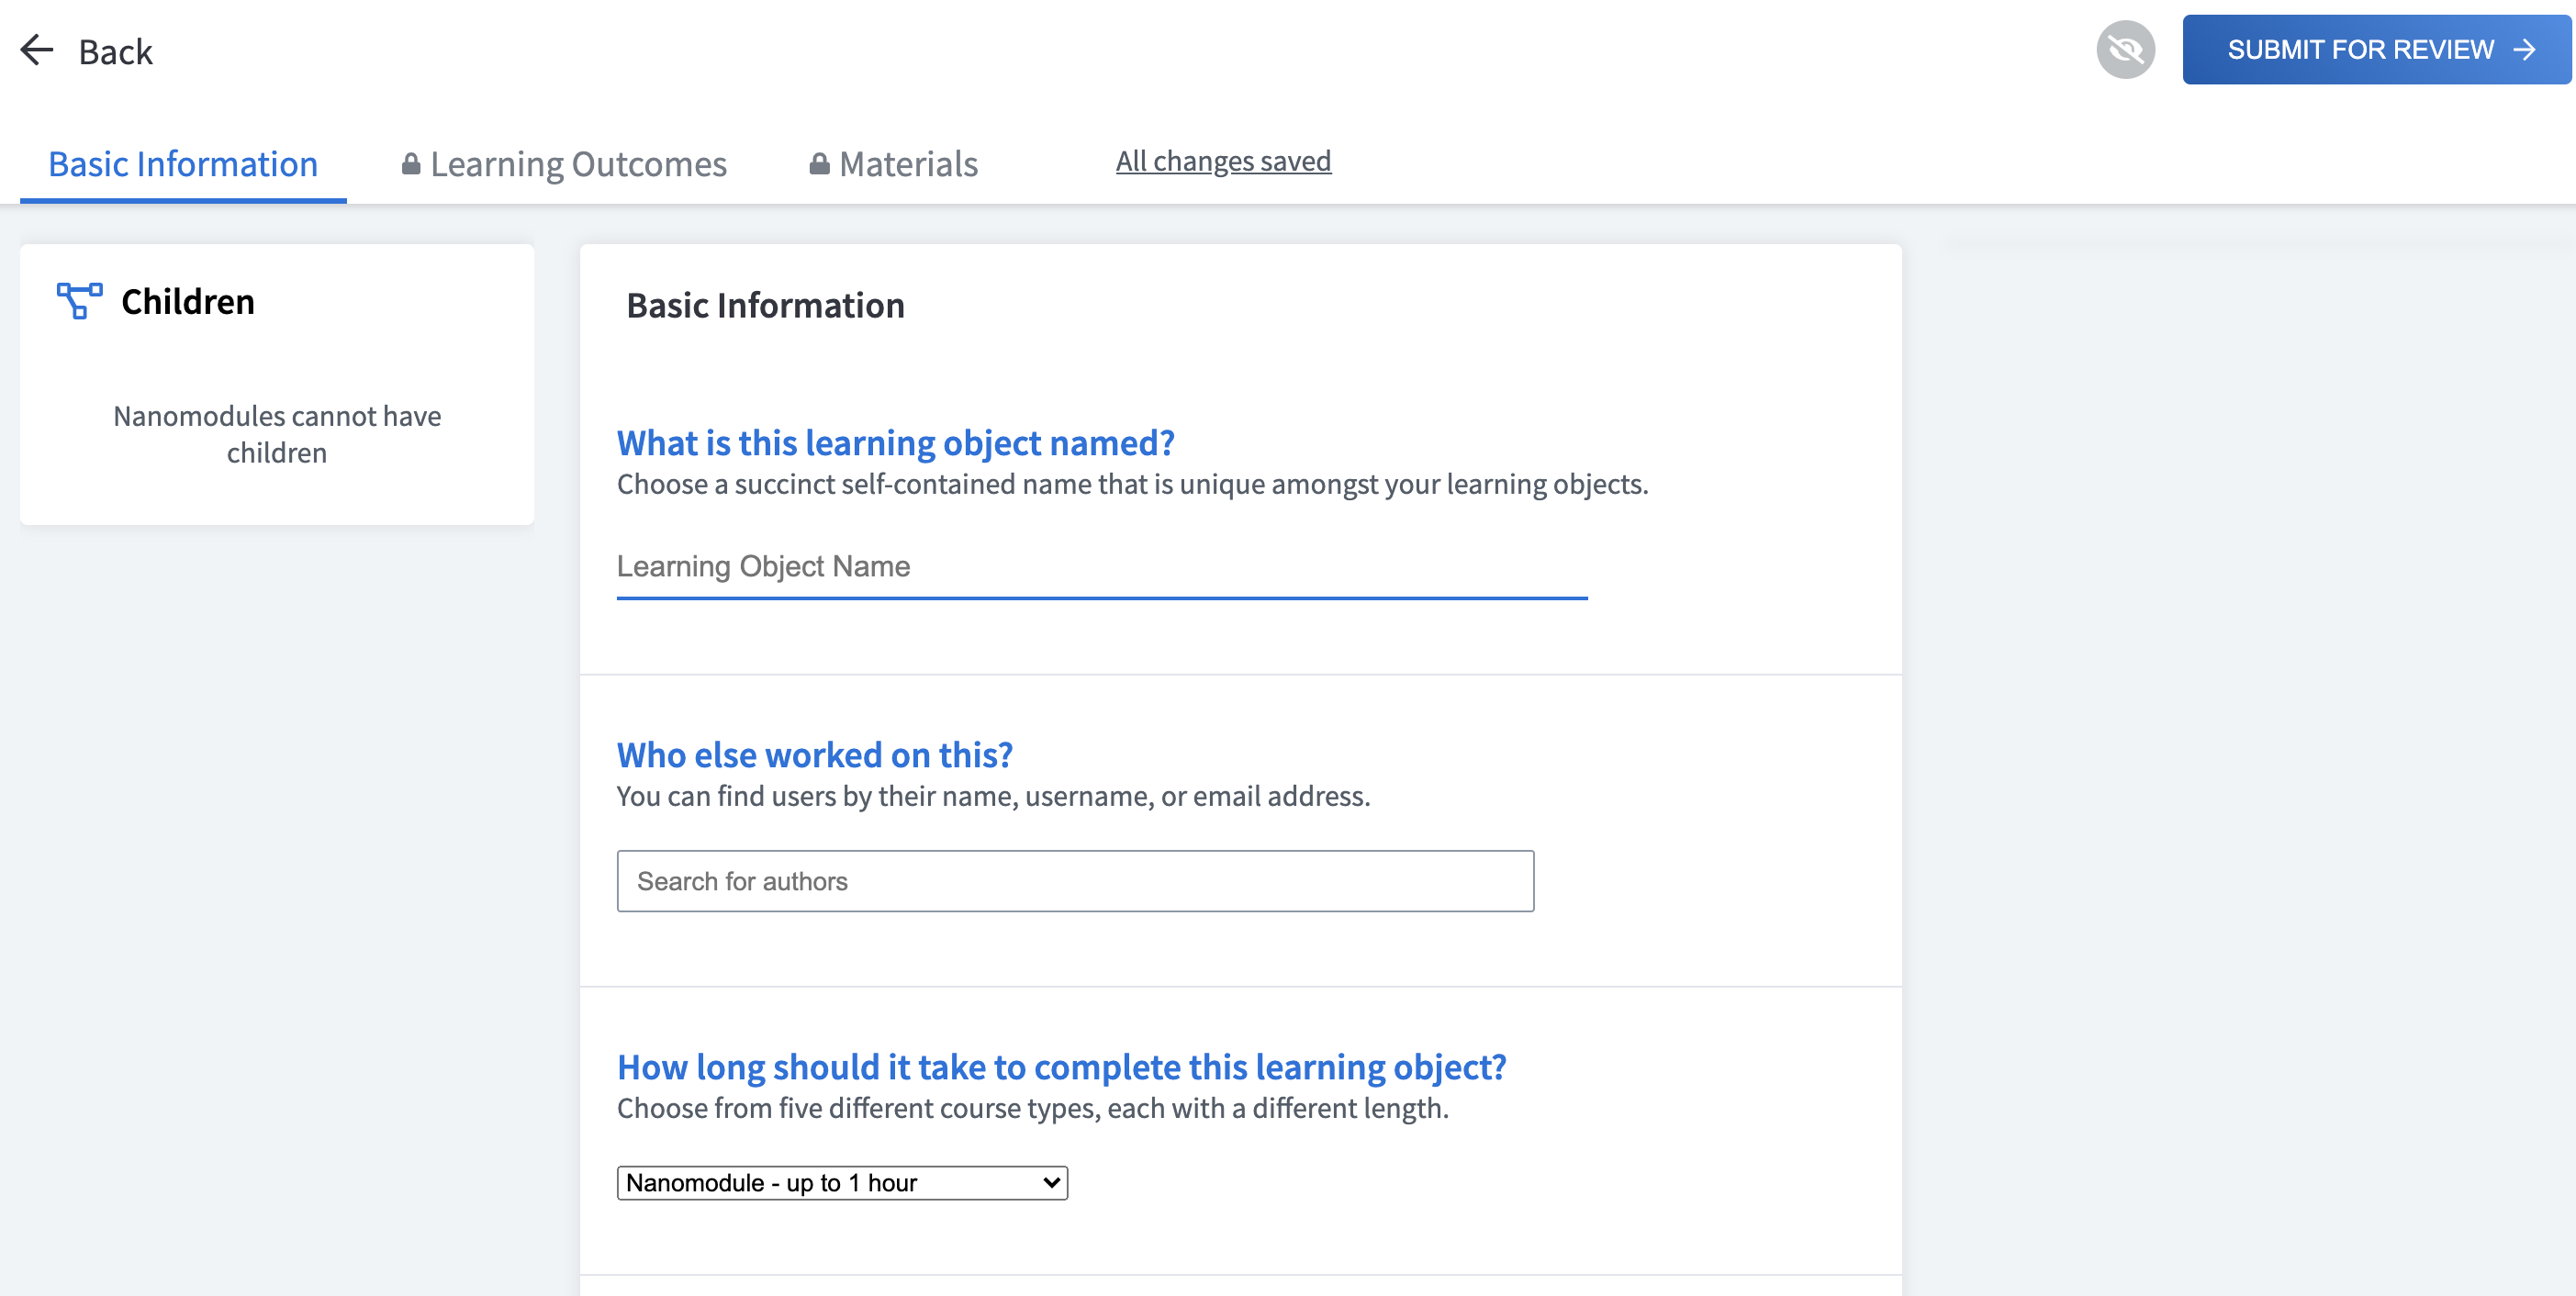 Back
SUBMIT FOR REVIEW
Basic Information
Learning Outcomes
Materials
All changes saved
Children
Nanomodules cannot have
children
Basic Information
What is this learning object named?
Choose a succinct self-contained name that is unique amongst your learning objects.
Learning Object Name
Who else worked on this?
You can find users by their name, username, or email address.
Search for authors
How long should it take to complete this learning object?
Choose from five different course types, each with a different length.
Nanomodule - up to 1 hour